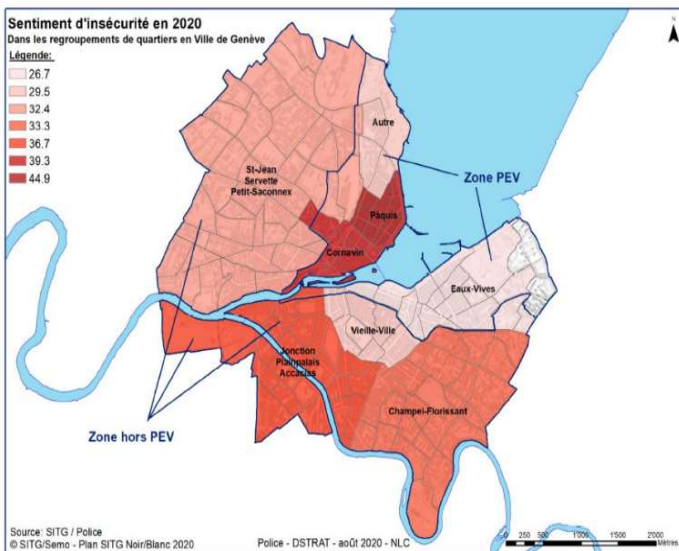 Sentiment d'insécurité en 2020
Dans les regroupements de quartiers en Ville de Genève
Légende:
26.7
29.5
32.4
33.3
36.7
39.3
44.9
N
Autre
St-Jean
Servette
Petit-Saconnex
Zone PEV
Pâquis
Cornavin
Eaux-Vives
Vieille-Ville
Jonction
Plainpalais
Accacias
Champel-Florissant
Zone hors PEV
Source: SITG / Police
© SITG/Semo - Plan SITG Noir/Blanc 2020
Police - DSTRAT - août 2020 - NLC
0 250 500 1'000 1'500 2'000
Mètres